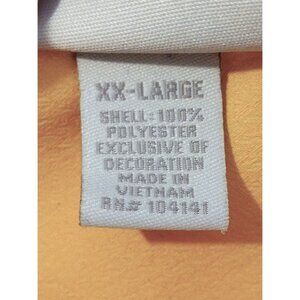 XX-LARGE
SHELL: 100%
POLYESTER
EXCLUSIVE OF
DECORATION
MADE IN
VIETNAM
RN# 104141